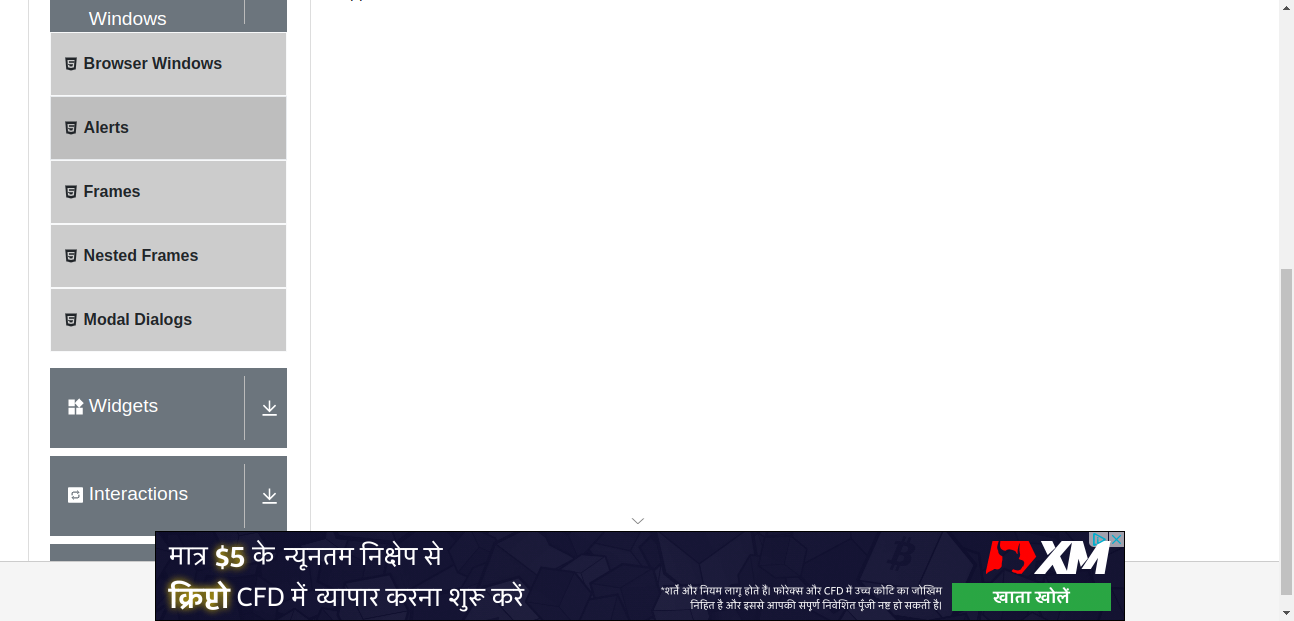 Windows
Browser Windows
Alerts
Frames
Nested Frames
Modal Dialogs
Widgets
Interactions
मात्र $5 के न्यूनतम निक्षेप से
क्रिप्टो CFD में व्यापार करना शुरू करें
*शर्तें और नियम लागू होते हैं। फोरेक्स और CFD में उच्च कोटि का जोखिम
निहित है और इससे आपकी संपूर्ण निवेशित पूँजी नष्ट हो सकती है।
XM
खाता खोलें